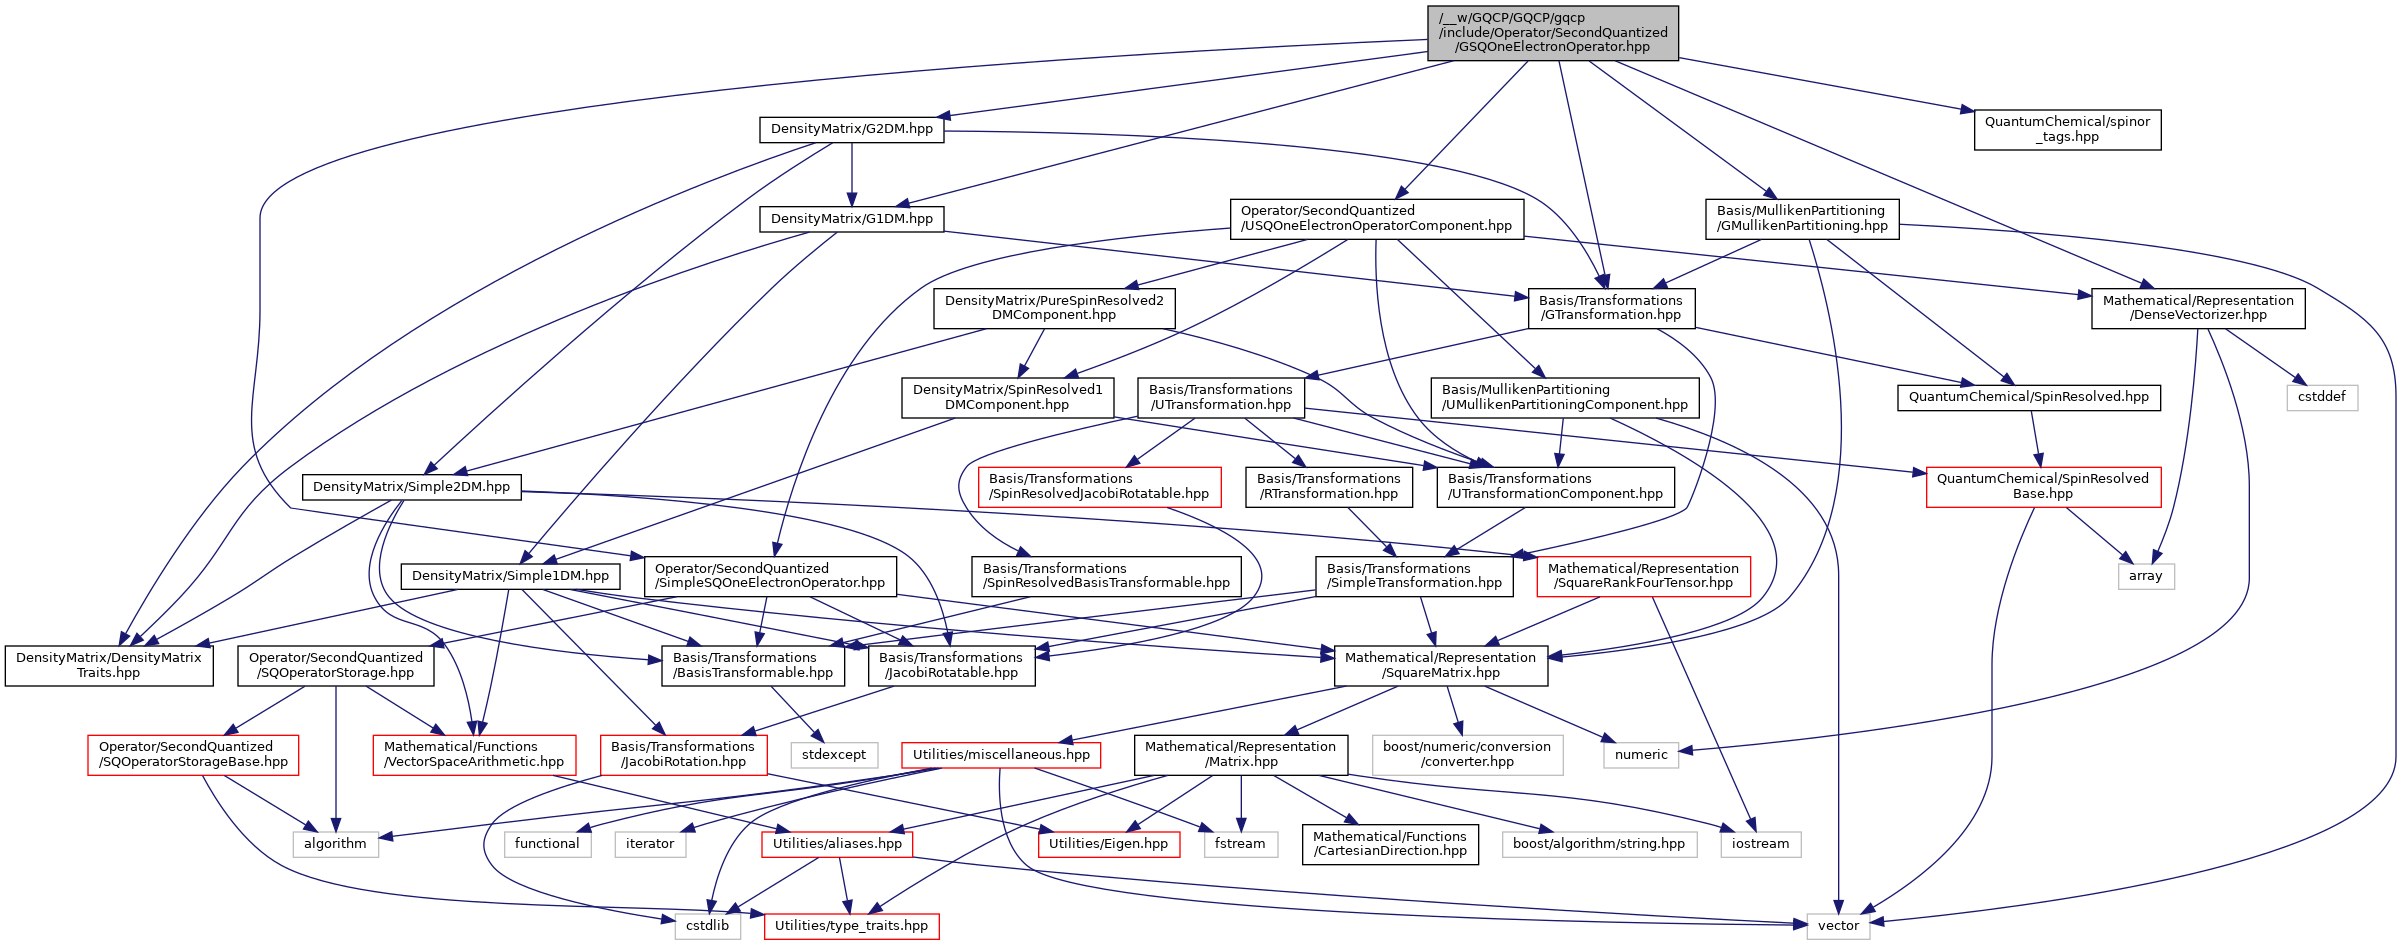 /__w/GQCP/GQCP/gqcp
/include/Operator/SecondQuantized
/GSQOneElectronOperator.hpp
DensityMatrix/G2DM.hpp
QuantumChemical/spinor
_tags.hpp
DensityMatrix/G1DM.hpp
Operator/SecondQuantized
/USQOneElectronOperatorComponent.hpp
Basis/MullikenPartitioning
/GMullikenPartitioning.hpp
DensityMatrix/PureSpinResolved2
DMComponent.hpp
Basis/Transformations
/GTransformation.hpp
Mathematical/Representation
/DenseVectorizer.hpp
DensityMatrix/SpinResolved1
DMComponent.hpp
Basis/Transformations
/UTransformation.hpp
Basis/MullikenPartitioning
/UMullikenPartitioningComponent.hpp
QuantumChemical/SpinResolved.hpp
cstddef
DensityMatrix/Simple2DM.hpp
Basis/Transformations
/SpinResolvedJacobiRotatable.hpp
Basis/Transformations
/RTransformation.hpp
Basis/Transformations
/UTransformationComponent.hpp
QuantumChemical/SpinResolved
Base.hpp
DensityMatrix/Simple1DM.hpp
Operator/SecondQuantized
/SimpleSQOneElectronOperator.hpp
Basis/Transformations
/SpinResolvedBasisTransformable.hpp
Basis/Transformations
/SimpleTransformation.hpp
Mathematical/Representation
/SquareRankFourTensor.hpp
array
DensityMatrix/DensityMatrix
Traits.hpp
Operator/SecondQuantized
/SQOperatorStorage.hpp
Basis/Transformations
/BasisTransformable.hpp
Basis/Transformations
/JacobiRotatable.hpp
Mathematical/Representation
/SquareMatrix.hpp
Operator/SecondQuantized
/SQOperatorStorageBase.hpp
Mathematical/Functions
/VectorSpaceArithmetic.hpp
Basis/Transformations
/JacobiRotation.hpp
stdexcept
Utilities/miscellaneous.hpp
Mathematical/Representation
/Matrix.hpp
boost/numeric/conversion
/converter.hpp
numeric
algorithm
functional
iterator
Utilities/aliases.hpp
Utilities/Eigen.hpp
fstream
Mathematical/Functions
/CartesianDirection.hpp
boost/algorithm/string.hpp
iostream
cstdlib
Utilities/type_traits.hpp
vector